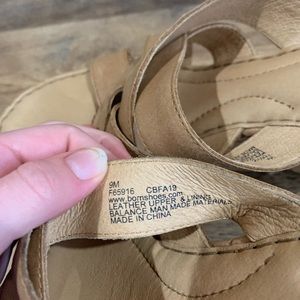 9M
F65916 CBFA19
www.bornshoes.com
LEATHER UPPER & LINING
BALANCE MAN MADE MATERIALS
MADE IN CHINA